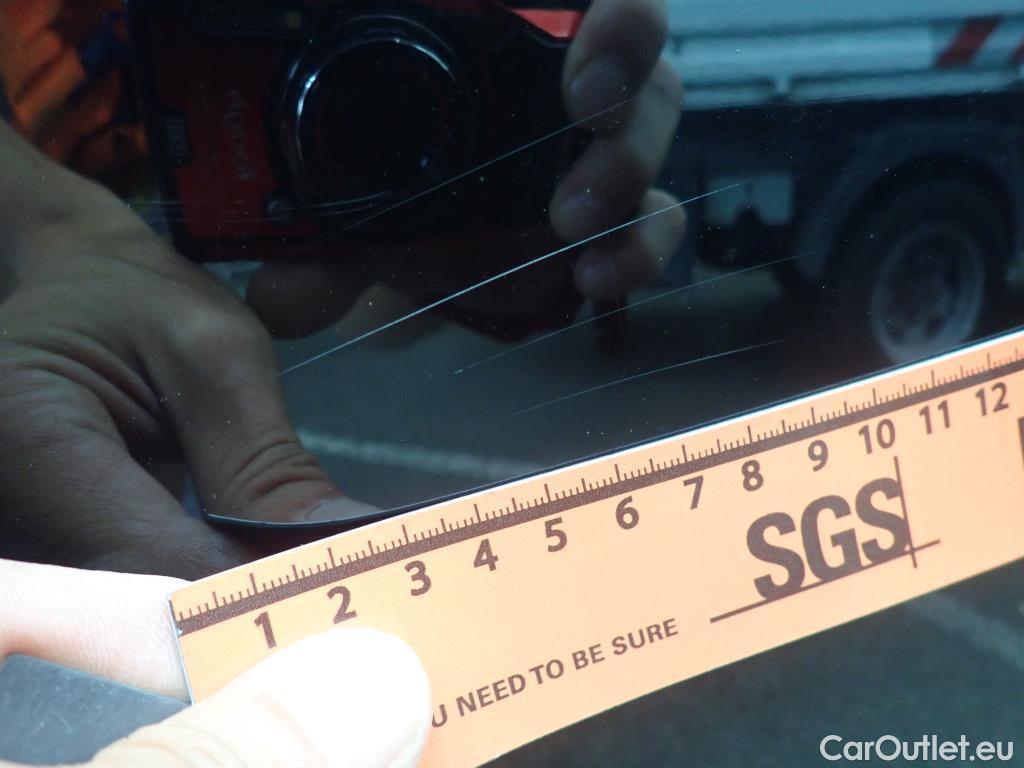 1 2 3 4 5 6 7 8 9 10 11 12
SGS
U NEED TO BE SURE
CarOutlet.eu